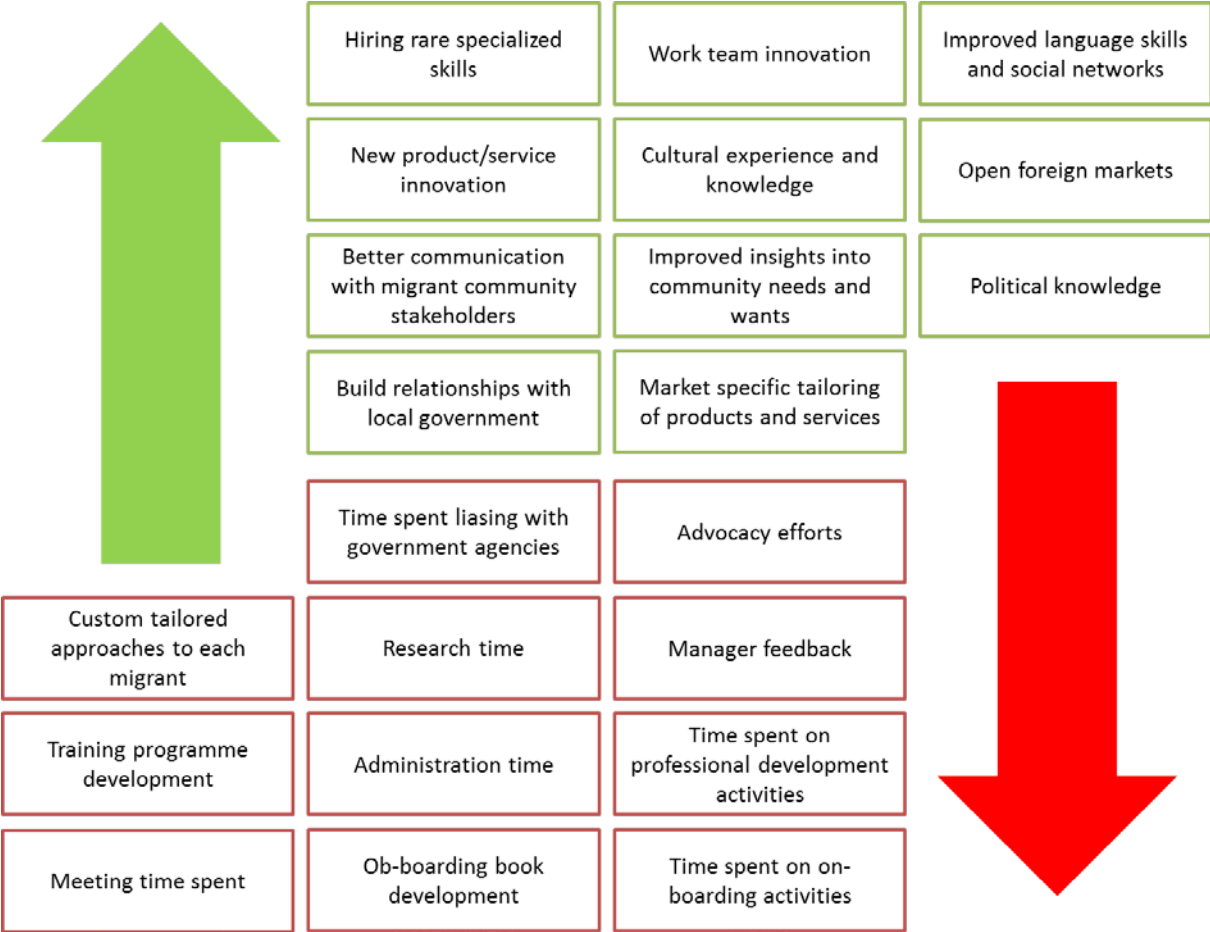 Hiring rare specialized
skills
Work team innovation
Improved language skills
and social networks
New product/service
innovation
Cultural experience and
knowledge
Open foreign markets
Better communication
with migrant community
stakeholders
Improved insights into
community needs and
wants
Political knowledge
Build relationships with
local government
Market specific tailoring
of products and services
Time spent liasing with
government agencies
Advocacy efforts
Custom tailored
approaches to each
migrant
Research time
Manager feedback
Training programme
development
Administration time
Time spent on
professional development
activities
Meeting time spent
Ob-boarding book
development
Time spent on on-
boarding activities